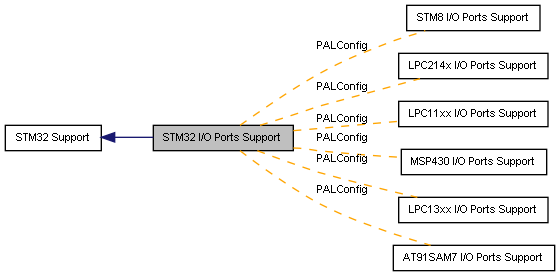 STM8 I/O Ports Support
PALConfig
LPC214x I/O Ports Support
PALConfig
LPC11xx I/O Ports Support
PALConfig
STM32 Support
STM32 I/O Ports Support
PALConfig
MSP430 I/O Ports Support
PALConfig
PALConfig
LPC13xx I/O Ports Support
AT91SAM7 I/O Ports Support